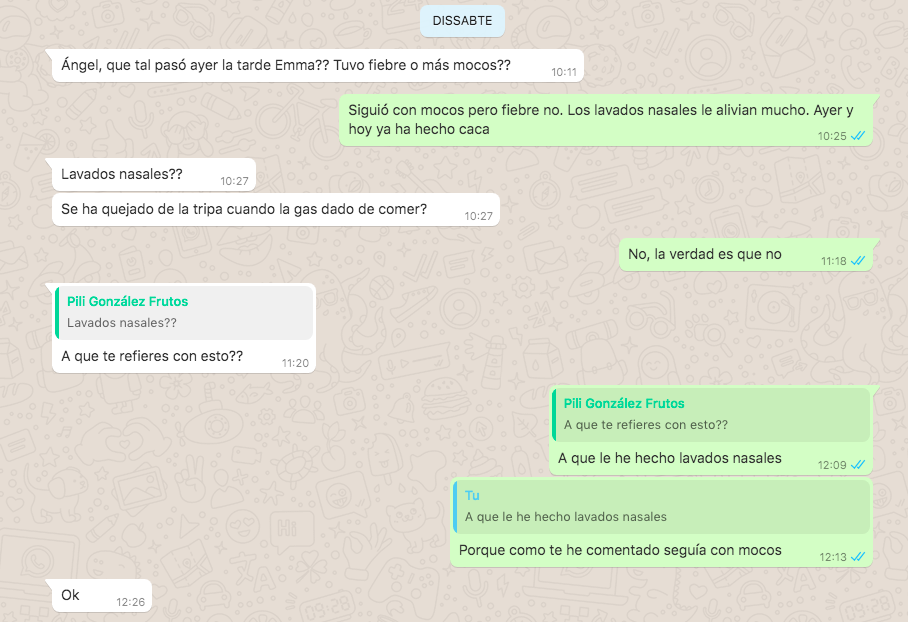 DISSABTE
Ángel, que tal pasó ayer la tarde Emma?? Tuvo fiebre o más mocos??
10:11
Siguió con mocos pero fiebre no. Los lavados nasales le alivian mucho. Ayer y
hoy ya ha hecho caca
10:25
Lavados nasales??
10:27
Se ha quejado de la tripa cuando la gas dado de comer?
10:27
No, la verdad es que no
11:18
Pili González Frutos
Lavados nasales??
A que te refieres con esto??
11:20
Pili González Frutos
A que te refieres con esto??
A que le he hecho lavados nasales
12:09
Tu
A que le he hecho lavados nasales
Porque como te he comentado seguía con mocos
12:13
Ok
12:26